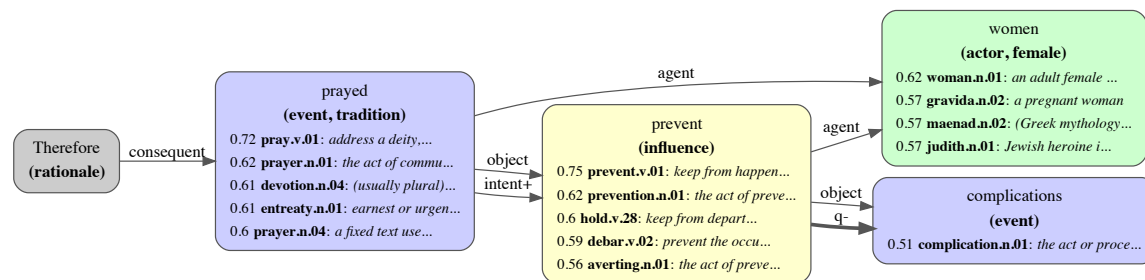 Therefore
(rationale)
consequent
prayed
(event, tradition)
0.72 pray.v.01: address a deity,...
0.62 prayer.n.01: the act of commu...
0.61 devotion.n.04: (usually plural)...
0.61 entreaty.n.01: earnest or urgen...
0.6 prayer.n.04: a fixed text use...
agent
object
intent+
prevent
(influence)
0.75 prevent.v.01: keep from happen...
0.62 prevention.n.01: the act of preve...
0.6 hold.v.28: keep from depart...
0.59 debar.v.02: prevent the occu...
0.56 averting.n.01: the act of preve...
agent
object
q-
women
(actor, female)
0.62 woman.n.01: an adult female ...
0.57 gravida.n.02: a pregnant woman
0.57 maenad.n.02: (Greek mythology...
0.57 judith.n.01: Jewish heroine i...
complications
(event)
0.51 complication.n.01: the act or proce...